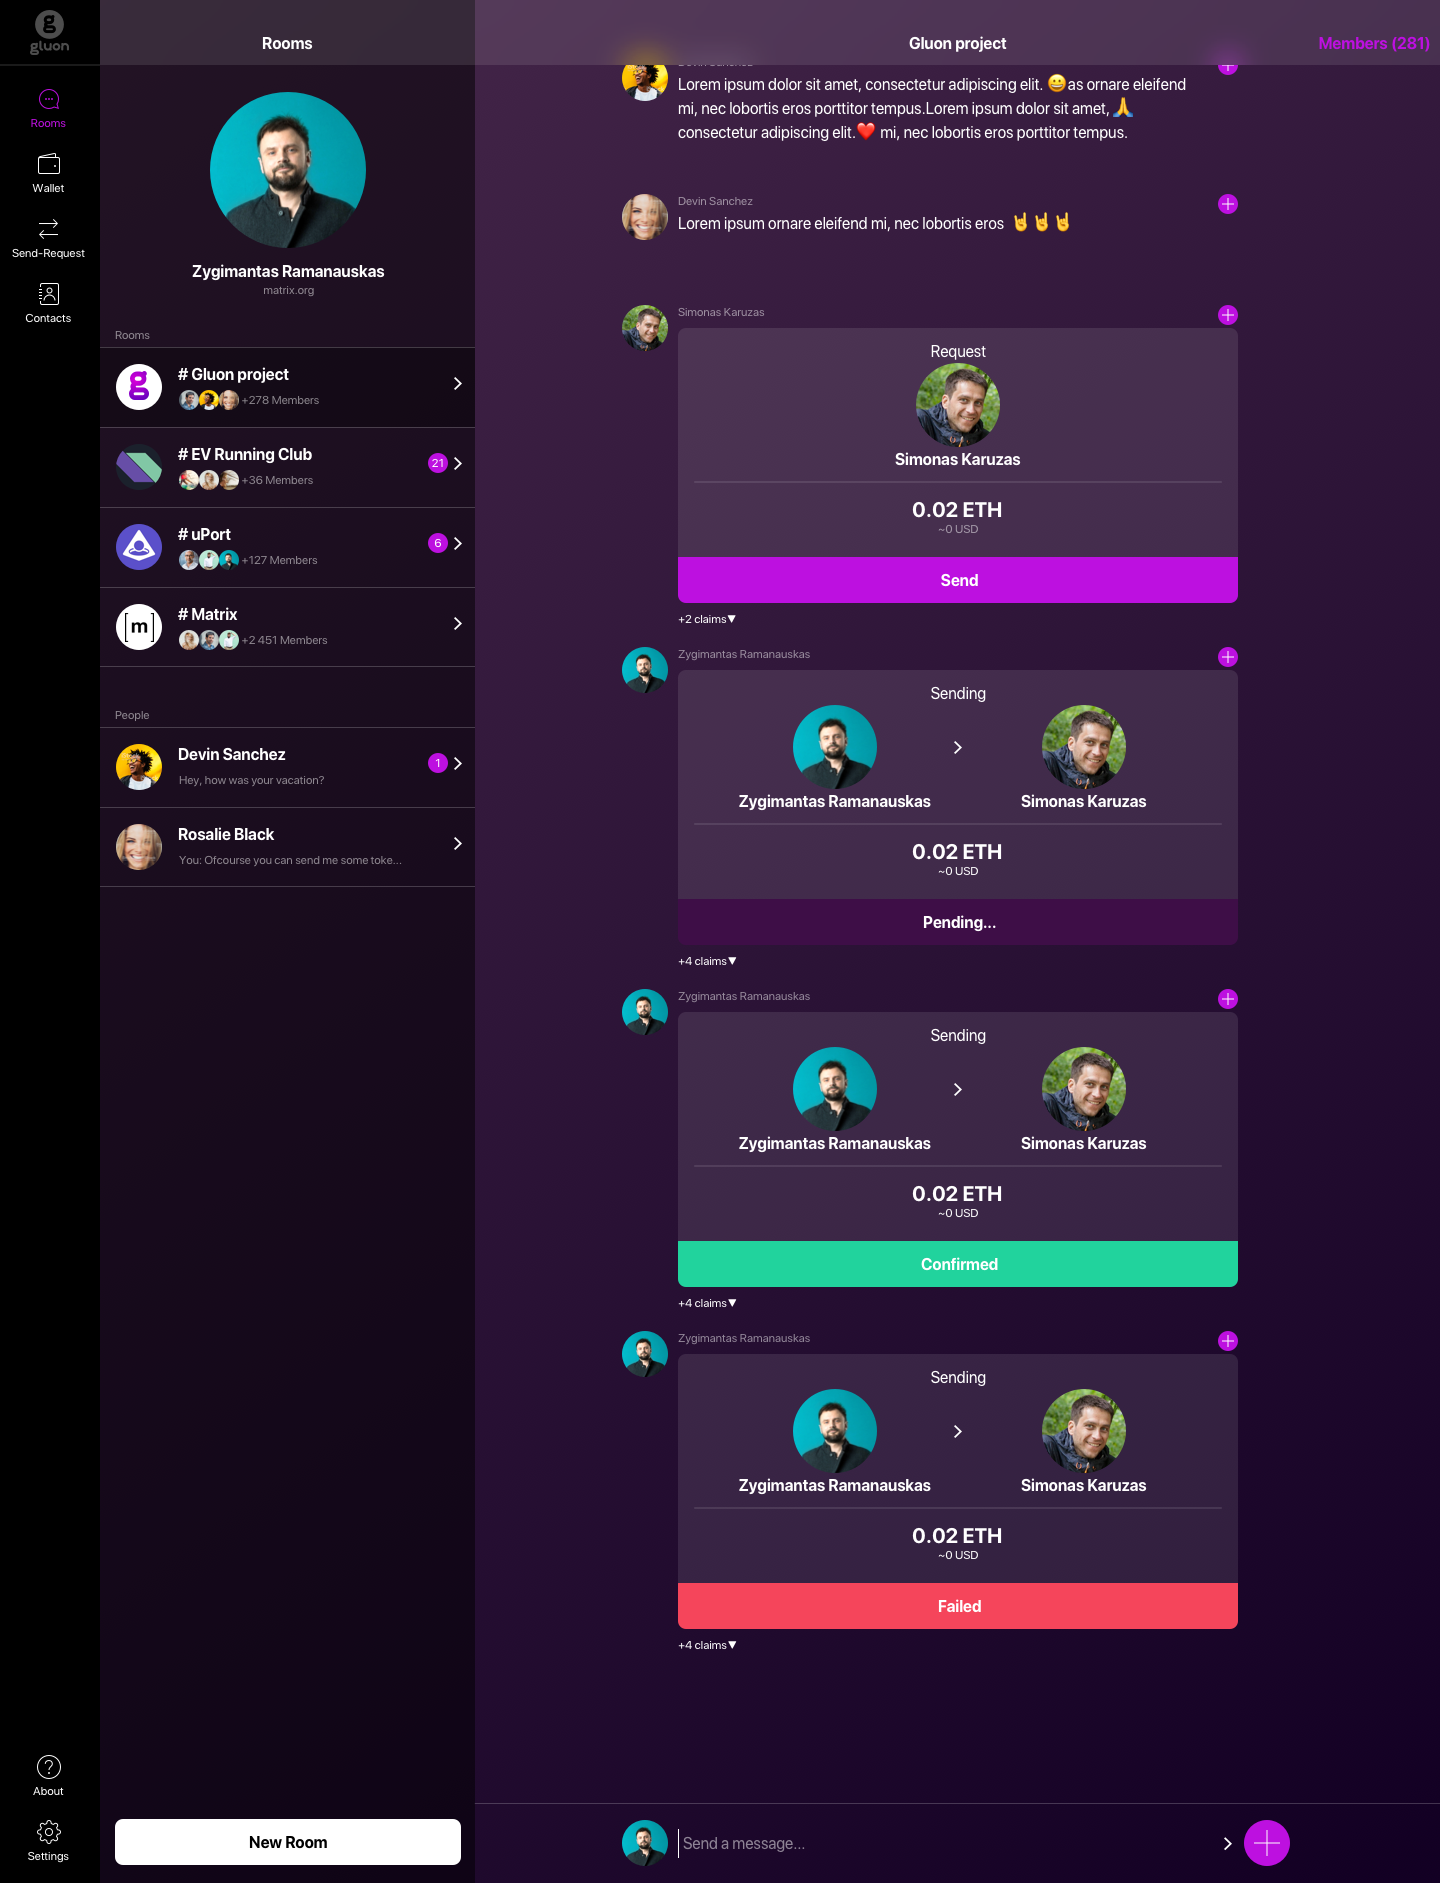 gluon
Rooms
Wallet
Send-Request
Contacts
About
Settings
Rooms
Zygimantas Ramanauskas
matrix.org
Rooms
# Gluon project
+278 Members
# EV Running Club
+36 Members
21
# uPort
+127 Members
6
# Matrix
+2 451 Members
People
Devin Sanchez
Hey, how was your vacation?
1
Rosalie Black
You: Ofcourse you can send me some toke...
New Room
Gluon project
Members (281)
Devin Sanchez
Lorem ipsum dolor sit amet, consectetur adipiscing elit. 😀as ornare eleifend
mi, nec lobortis eros porttitor tempus.Lorem ipsum dolor sit amet,🙏
consectetur adipiscing elit.❤️ mi, nec lobortis eros porttitor tempus.
Devin Sanchez
Lorem ipsum ornare eleifend mi, nec lobortis eros 🤘🤘🤘
Simonas Karuzas
Request
Simonas Karuzas
0.02 ETH
~0 USD
Send
+2 claims▼
Zygimantas Ramanauskas
Sending
Zygimantas Ramanauskas
Simonas Karuzas
0.02 ETH
~0 USD
Pending...
+4 claims▼
Zygimantas Ramanauskas
Sending
Zygimantas Ramanauskas
Simonas Karuzas
0.02 ETH
~0 USD
Confirmed
+4 claims▼
Zygimantas Ramanauskas
Sending
Zygimantas Ramanauskas
Simonas Karuzas
0.02 ETH
~0 USD
Failed
+4 claims▼
Send a message...